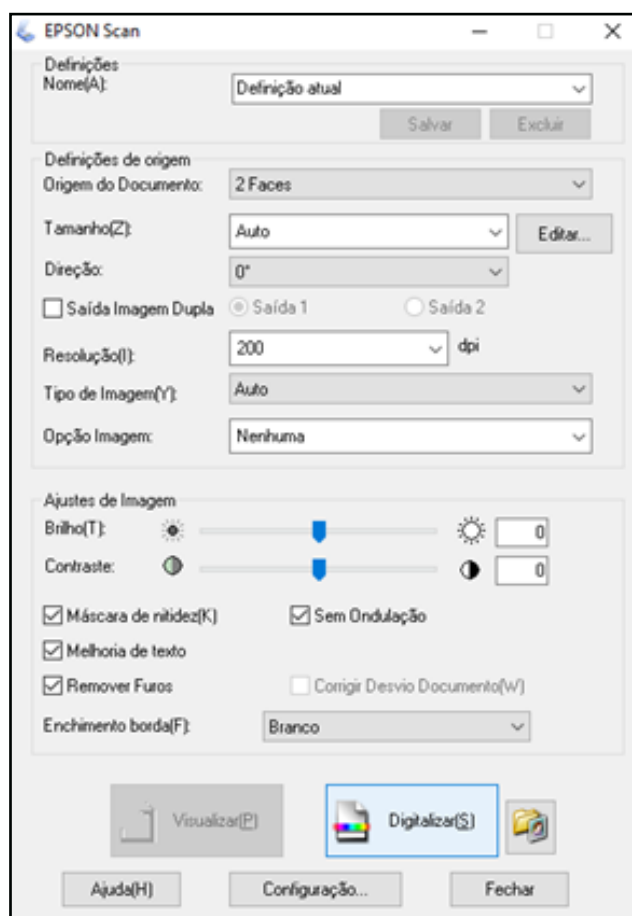 EPSON Scan
Definições
Nome(A): Definição atual
Salvar Excluir
Definições de origem
Origem do Documento: 2 Faces
Tamanho(Z): Auto Editar...
Direção: 0°
Saída Imagem Dupla Saída 1 Saída 2
Resolução(I): 200 dpi
Tipo de Imagem(Y): Auto
Opção Imagem: Nenhuma
Ajustes de Imagem
Brilho(T): 0
Contraste: 0
Máscara de nitidez(K) Sem Ondulação
Melhoria de texto
Remover Furos Corrigir Desvio Documento(W)
Enchimento borda(F): Branco
Visualizar(P) Digitalizar(S)
Ajuda(H) Configuração... Fechar